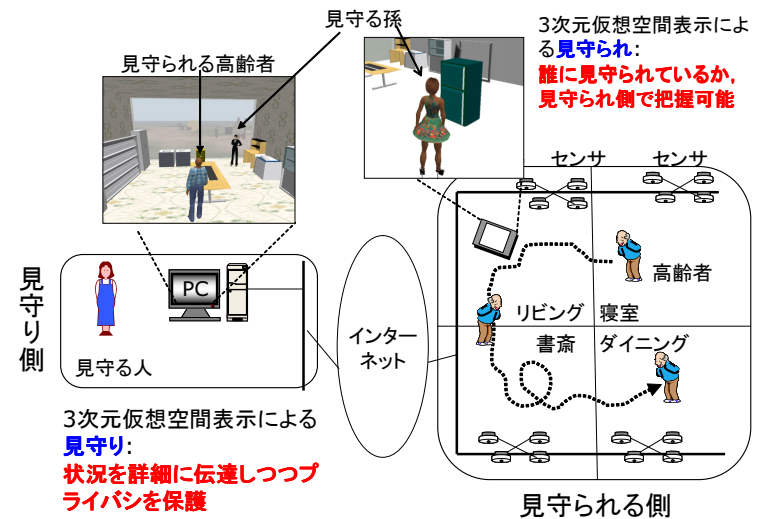 見守る孫
見守られる高齢者
3次元仮想空間表示によ
る見守られ:
誰に見守られているか,
見守られ側で把握可能
センサ
センサ
高齢者
リビング
寝室
書斎
ダイニング
見守られる側
インター
ネット
見守り側
PC
見守る人
3次元仮想空間表示による
見守り:
状況を詳細に伝達しつつプ
ライバシを保護